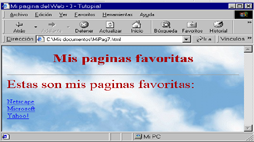 Mi pagina del Web - 3 - Tutorial
Archivo Edición Ver Favoritos Herramientas Ayuda
Atrás Detener Actualizar Inicio Búsqueda Favoritos Historial
Dirección C:\Mis documentos\MiPag7.html Ir Vínculos
Mis paginas favoritas
Estas son mis paginas favoritas:
Netscape
Microsoft
Yahoo!
Mi PC